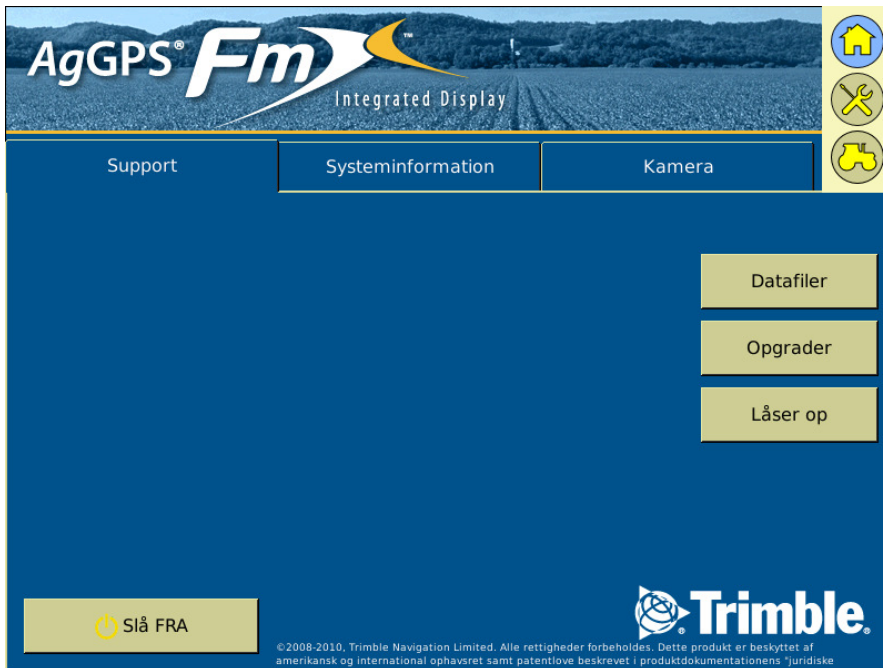 AgGPS® FmX™
Integrated Display
Support
Systeminformation
Kamera
Datafiler
Opgrader
Låser op
Slå FRA
Trimble.
©2008-2010, Trimble Navigation Limited. Alle rettigheder forbeholdes. Dette produkt er beskyttet af
amerikansk og international ophavsret samt patentlove beskrevet i produktdokumentationens "juridiske